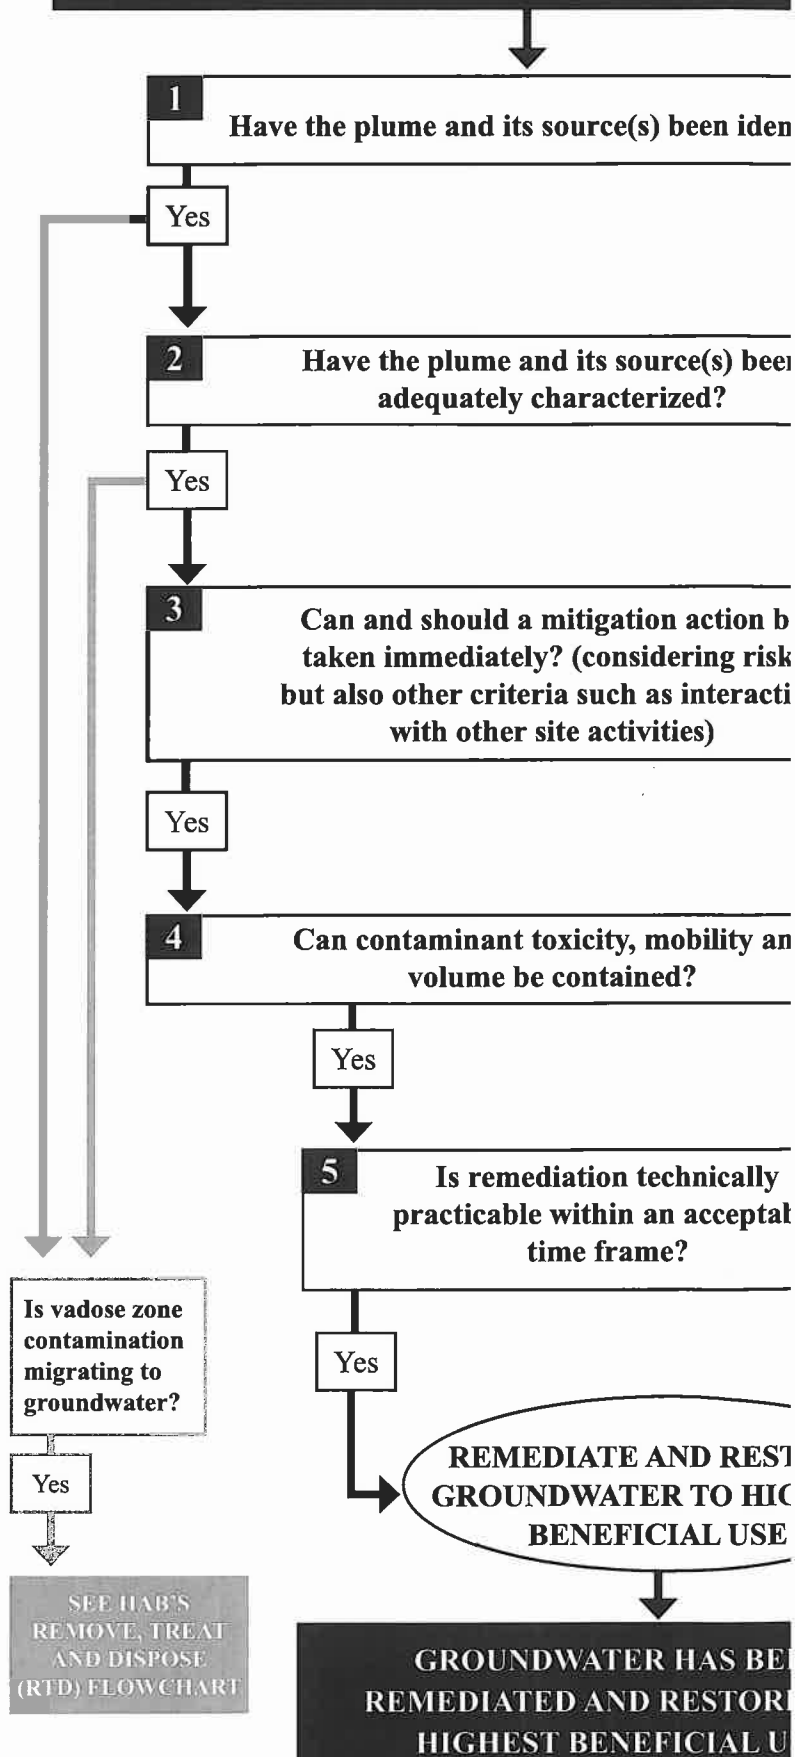 1
Have the plume and its source(s) been iden
Yes
2
Have the plume and its source(s) been
adequately characterized?
Yes
3
Can and should a mitigation action b
taken immediately? (considering risk
but also other criteria such as interacti
with other site activities)
Yes
4
Can contaminant toxicity, mobility an
volume be contained?
Yes
5
Is remediation technically
practicable within an acceptab
time frame?
Yes
Is vadose zone
contamination
migrating to
groundwater?
Yes
SEE HAB'S
REMOVE, TREAT
AND DISPOSE
(RTD) FLOWCHART
REMEDIATE AND REST
GROUNDWATER TO HIG
BENEFICIAL USE
GROUNDWATER HAS BE
REMEDIATED AND RESTOR
HIGHEST BENEFICIAL U